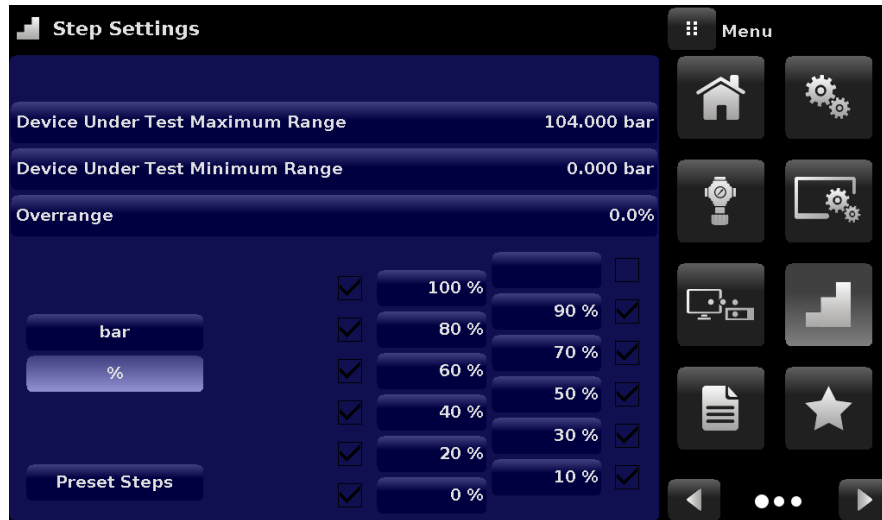 Step Settings
Menu
Device Under Test Maximum Range 104.000 bar
Device Under Test Minimum Range 0.000 bar
Overrange 0.0%
100 %
90 %
bar
80 %
70 %
%
60 %
50 %
40 %
30 %
20 %
10 %
Preset Steps
0 %